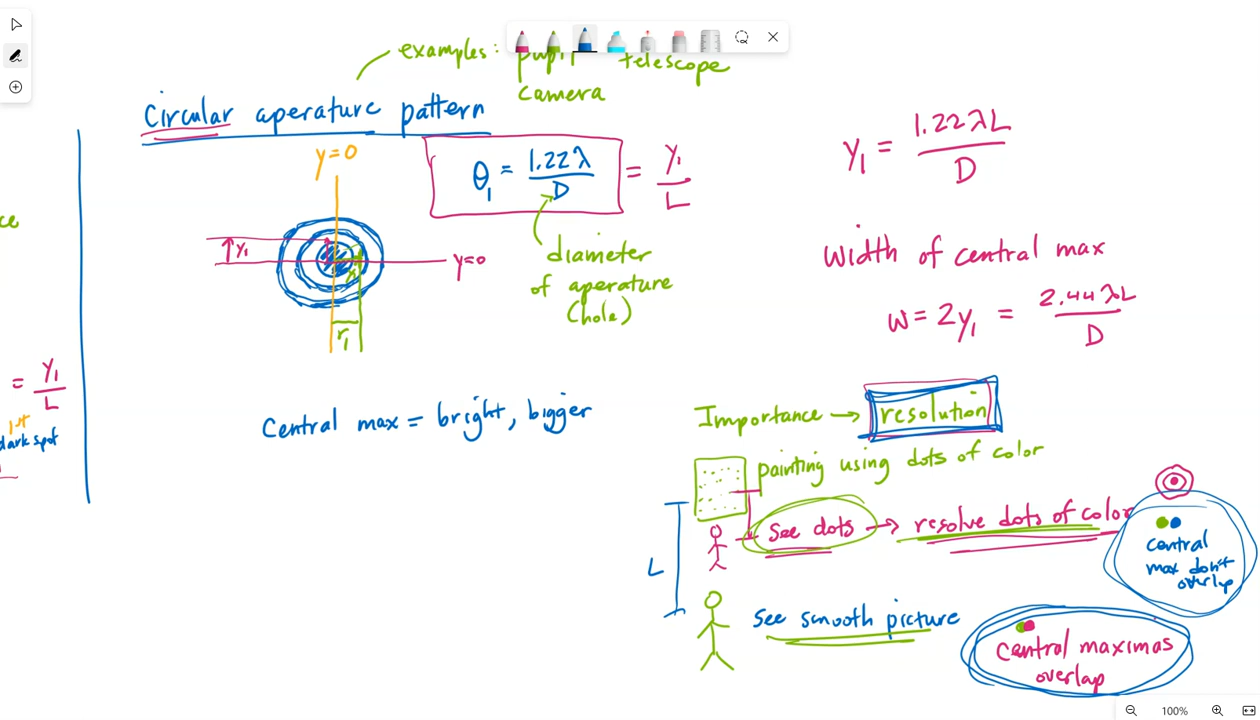 examples: pupil telescope
camera
Circular aperature pattern
y=0
θ₁ = 1.22λ / D = y₁ / L
y₁
y=0
r₁
diameter
of aperature
(hole)
Central max = bright, bigger
y₁ = 1.22λL / D
Width of central max
w = 2y₁ = 2.44λL / D
Importance → resolution
painting using dots of color
See dots → resolve dots of color
central
max don't
overlap
L
See smooth picture
Central maximas
overlap
ce
= y₁ / L
1st
dark spot
100%